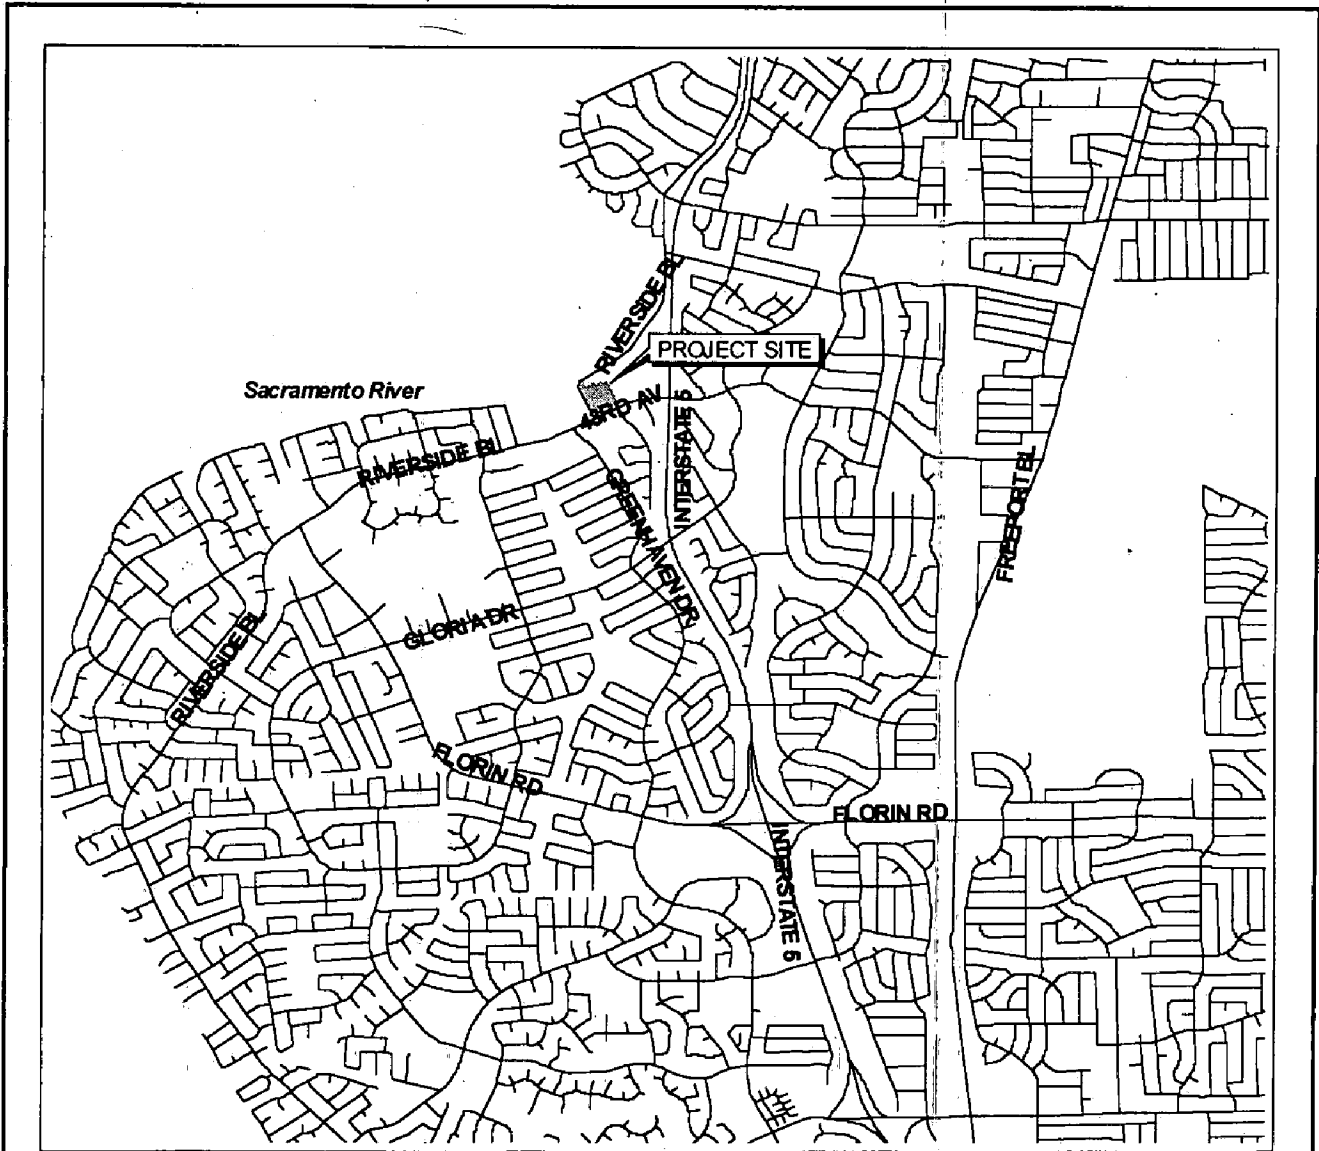 RIVERSIDE BL
PROJECT SITE
Sacramento River
43RD AV
INTERSTATE 5
RIVERSIDE BL
GREENHAVEN DR
FREEPORT BL
GLORIA DR
RIVERSIDE BL
FLORIN RD
FLORIN RD
INTERSTATE 5